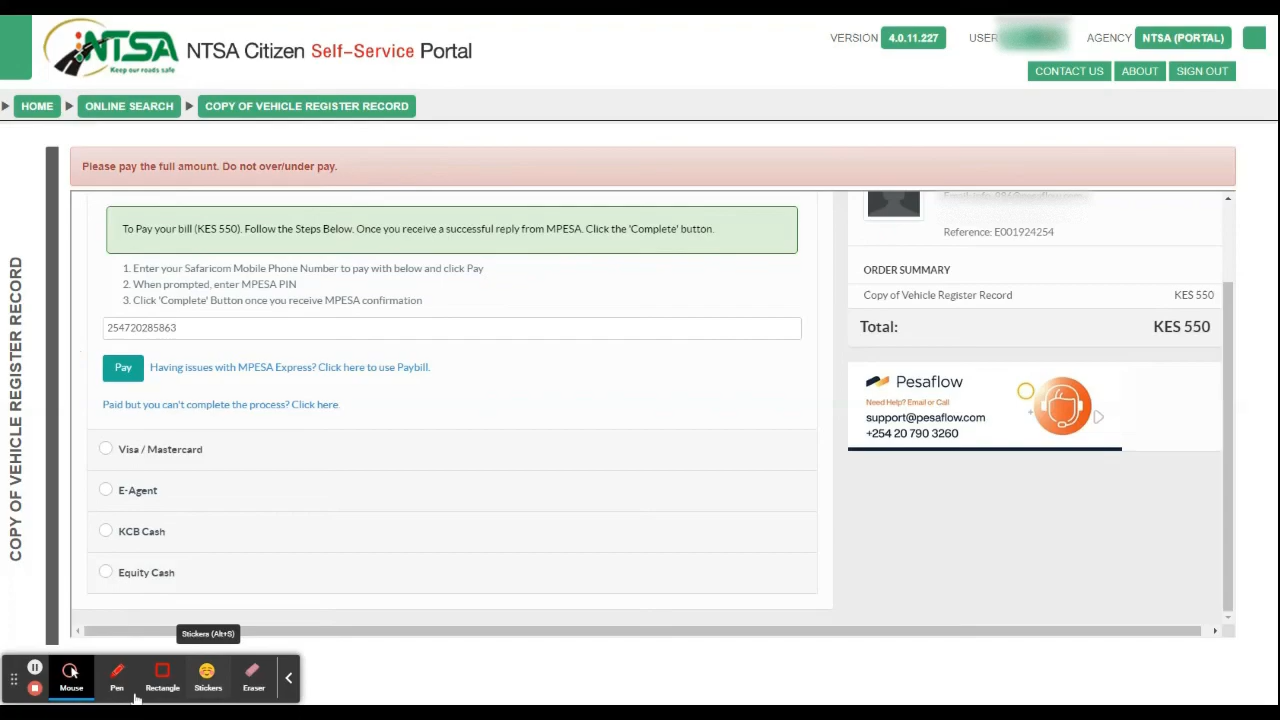 NTSA
Keep our roads safe
NTSA Citizen Self-Service Portal
VERSION 4.0.11.227 USER AGENCY NTSA (PORTAL)
CONTACT US ABOUT SIGN OUT
HOME ONLINE SEARCH COPY OF VEHICLE REGISTER RECORD
COPY OF VEHICLE REGISTER RECORD
Please pay the full amount. Do not over/under pay.
To Pay your bill (KES 550). Follow the Steps Below. Once you receive a successful reply from MPESA. Click the 'Complete' button.
1. Enter your Safaricom Mobile Phone Number to pay with below and click Pay
2. When prompted, enter MPESA PIN
3. Click 'Complete' Button once you receive MPESA confirmation
254720285863
Pay Having issues with MPESA Express? Click here to use Paybill.
Paid but you can't complete the process? Click here.
Visa / Mastercard
E-Agent
KCB Cash
Equity Cash
Reference: E001924254
ORDER SUMMARY
Copy of Vehicle Register Record KES 550
Total: KES 550
Pesaflow
Need Help? Email or Call
support@pesaflow.com
+254 20 790 3260
Stickers (Alt+S)
Mouse Pen Rectangle Stickers Eraser